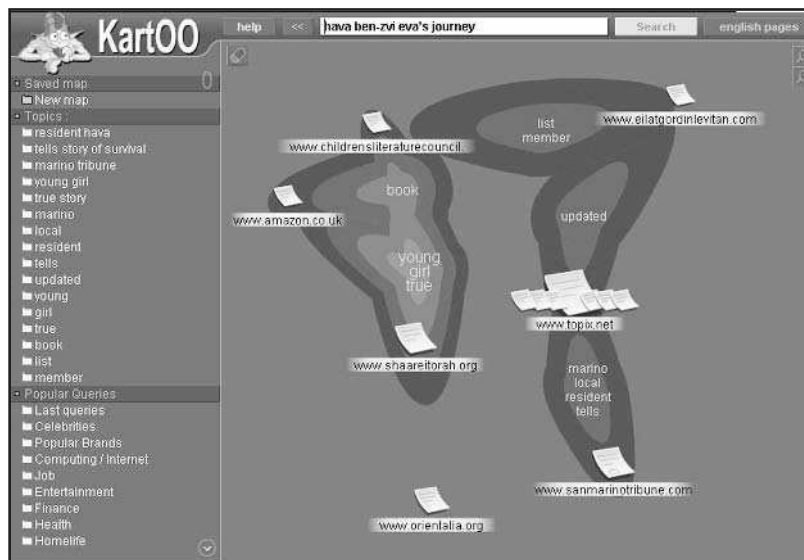 KartOO
help
<<
hava ben-zvi eva's journey
Search
english pages
Saved map
0
New map
Topics :
resident hava
tells story of survival
marino tribune
young girl
true story
marino
local
resident
tells
updated
young
girl
true
book
list
member
Popular Queries
Last queries
Celebrities
Popular Brands
Computing / Internet
Job
Entertainment
Finance
Health
Homelife
www.eilatgordinlevitan.com
list
member
www.childrensliteraturecouncil.
book
www.amazon.co.uk
updated
young
girl
true
www.topix.net
www.shaareitorah.org
marino
local
resident
tells
www.sanmarinotribune.com
www.orientalia.org